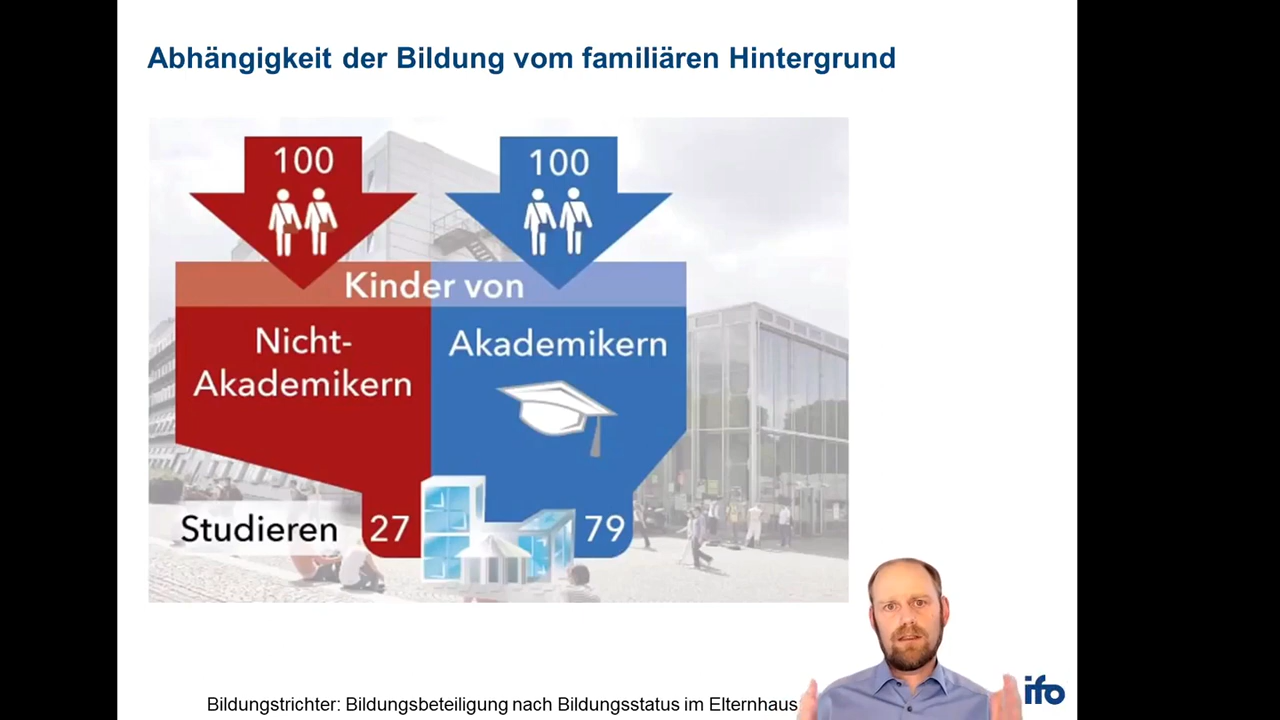 Abhängigkeit der Bildung vom familiären Hintergrund
100
100
Kinder von
Nicht-
Akademikern
Akademikern
Studieren
27
79
Bildungstrichter: Bildungsbeteiligung nach Bildungsstatus im Elternhaus
ifo